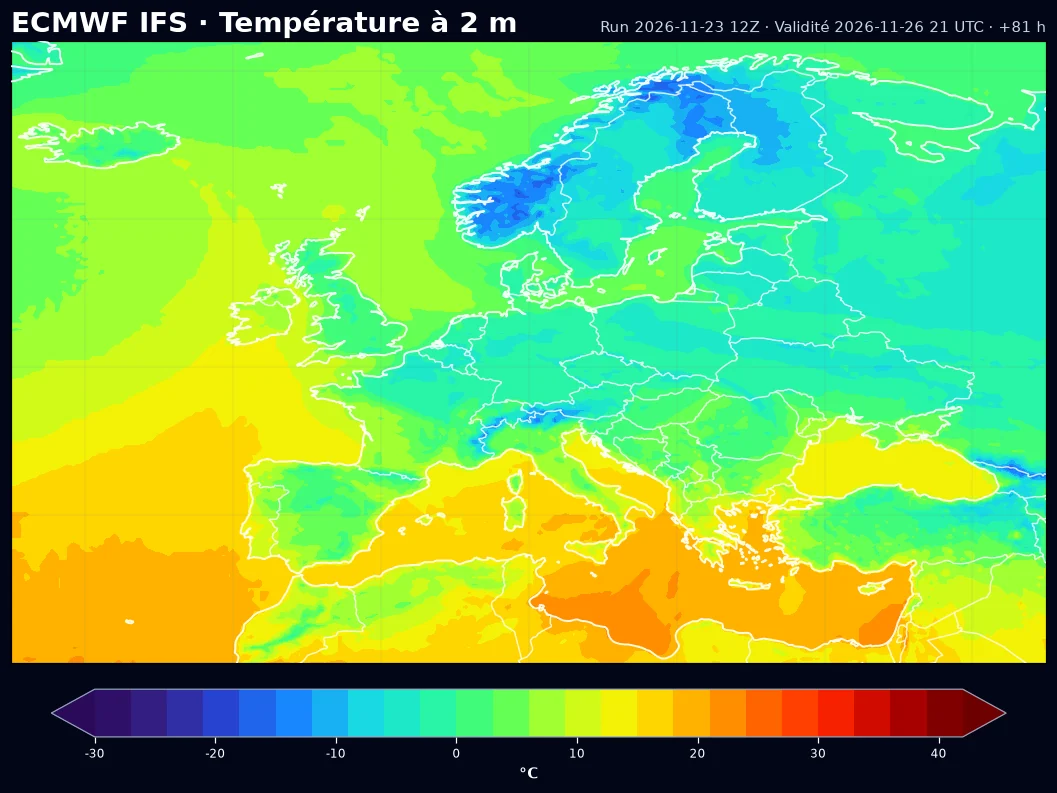 ECMWF IFS · Température à 2 m
Run 2026-11-23 12Z · Validité 2026-11-26 21 UTC · +81 h
-30 -20 -10 0 10 20 30 40
°C